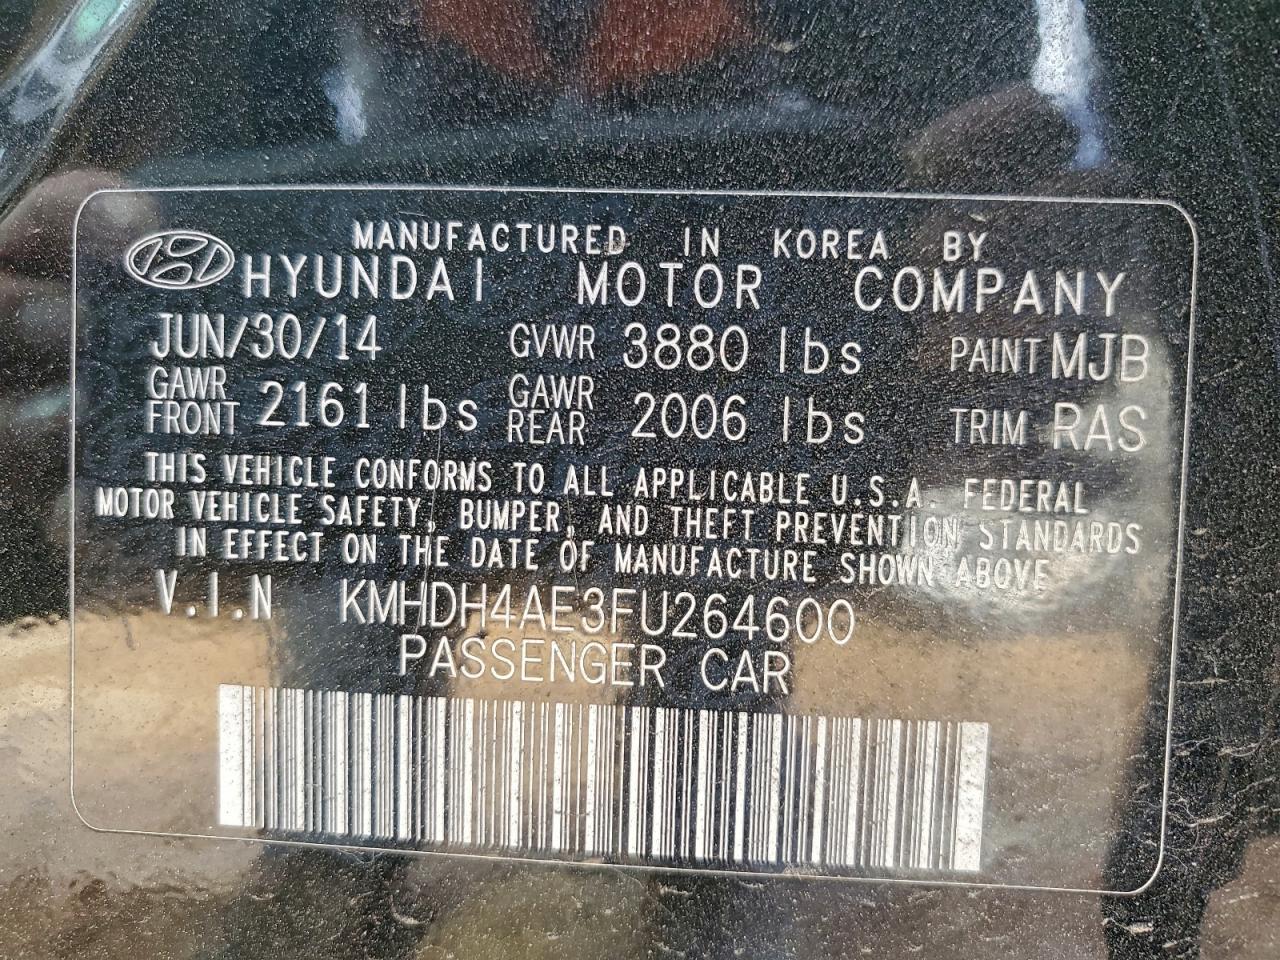 MANUFACTURED IN KOREA BY
HYUNDAI MOTOR COMPANY
JUN/30/14 GVWR 3880 lbs PAINT MJB
GAWR FRONT 2161 lbs GAWR REAR 2006 lbs TRIM RAS
THIS VEHICLE CONFORMS TO ALL APPLICABLE U.S.A. FEDERAL
MOTOR VEHICLE SAFETY, BUMPER, AND THEFT PREVENTION STANDARDS
IN EFFECT ON THE DATE OF MANUFACTURE SHOWN ABOVE
V.I.N KMHDH4AE3FU264600
PASSENGER CAR